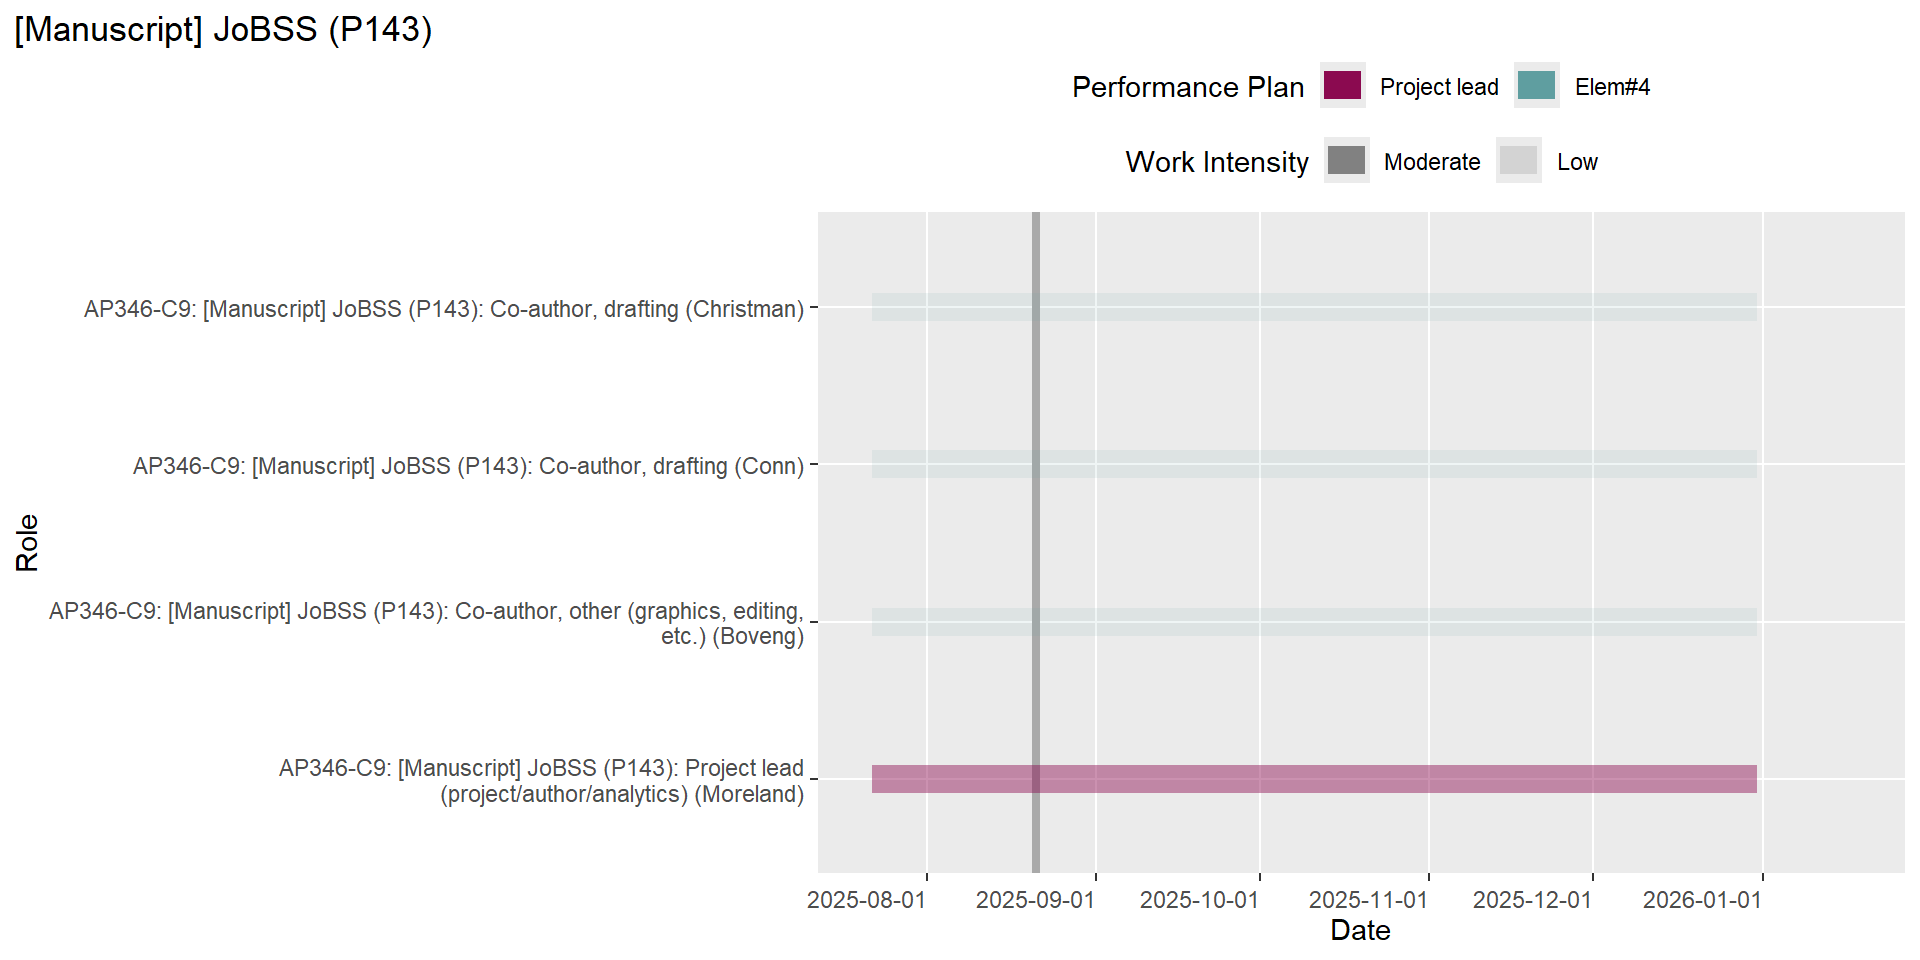 [Manuscript] JoBSS (P143)
Performance Plan Project lead Elem#4
Work Intensity Moderate Low
AP346-C9: [Manuscript] JoBSS (P143): Co-author, drafting (Christman)
AP346-C9: [Manuscript] JoBSS (P143): Co-author, drafting (Conn)
Role
AP346-C9: [Manuscript] JoBSS (P143): Co-author, other (graphics, editing,
etc.) (Boveng)
AP346-C9: [Manuscript] JoBSS (P143): Project lead
(project/author/analytics) (Moreland)
2025-08-01 2025-09-01 2025-10-01 2025-11-01 2025-12-01 2026-01-01
Date